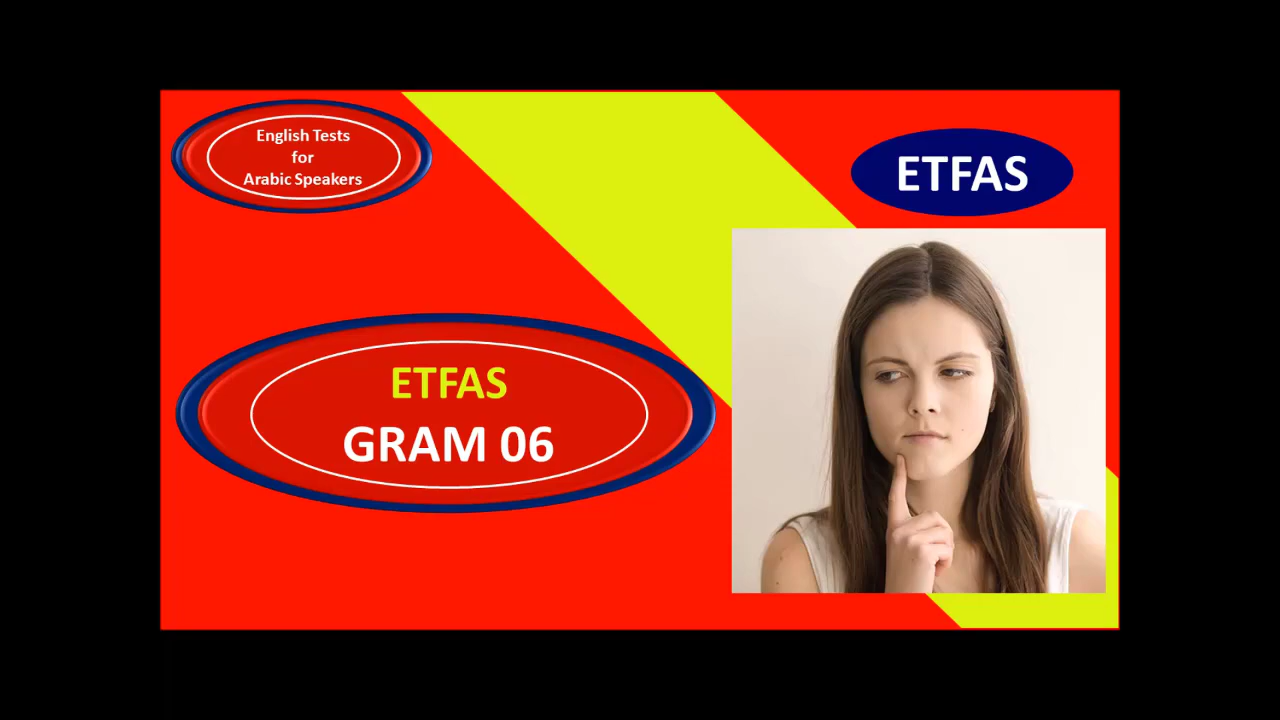 English Tests
for
Arabic Speakers
ETFAS
ETFAS
GRAM 06